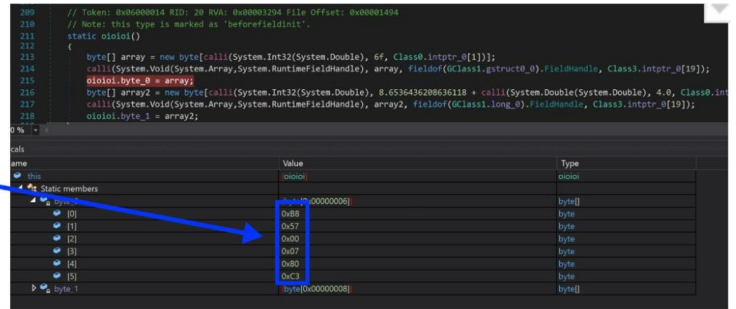 209 // Token: 0x06000014 RID: 20 RVA: 0x00003294 File Offset: 0x00001494
210 // Note: this type is marked as 'beforefieldinit'.
211 static oioioi()
212 {
213 byte[] array = new byte[calli(System.Int32(System.Double), 6f, Class0.intptr_0[1])];
214 calli(System.Void(System.Array,System.RuntimeFieldHandle), array, fieldof(GClass1.gstruct0_0).FieldHandle, Class3.intptr_0[19]);
215 oioioi.byte_0 = array;
216 byte[] array2 = new byte[calli(System.Int32(System.Double), 8.6536436208636118 + calli(System.Double(System.Double), 4.0, Class0.int
217 calli(System.Void(System.Array,System.RuntimeFieldHandle), array2, fieldof(GClass1.long_0).FieldHandle, Class3.intptr_0[19]);
218 oioioi.byte_1 = array2;
0 %
cals
ame Value Type
this oioioi oioioi
Static members
byte[0x00000006] byte[]
[0] 0xB8 byte
[1] 0x57 byte
[2] 0x00 byte
[3] 0x07 byte
[4] 0x80 byte
[5] 0xC3 byte
byte_1 byte[0x00000008] byte[]